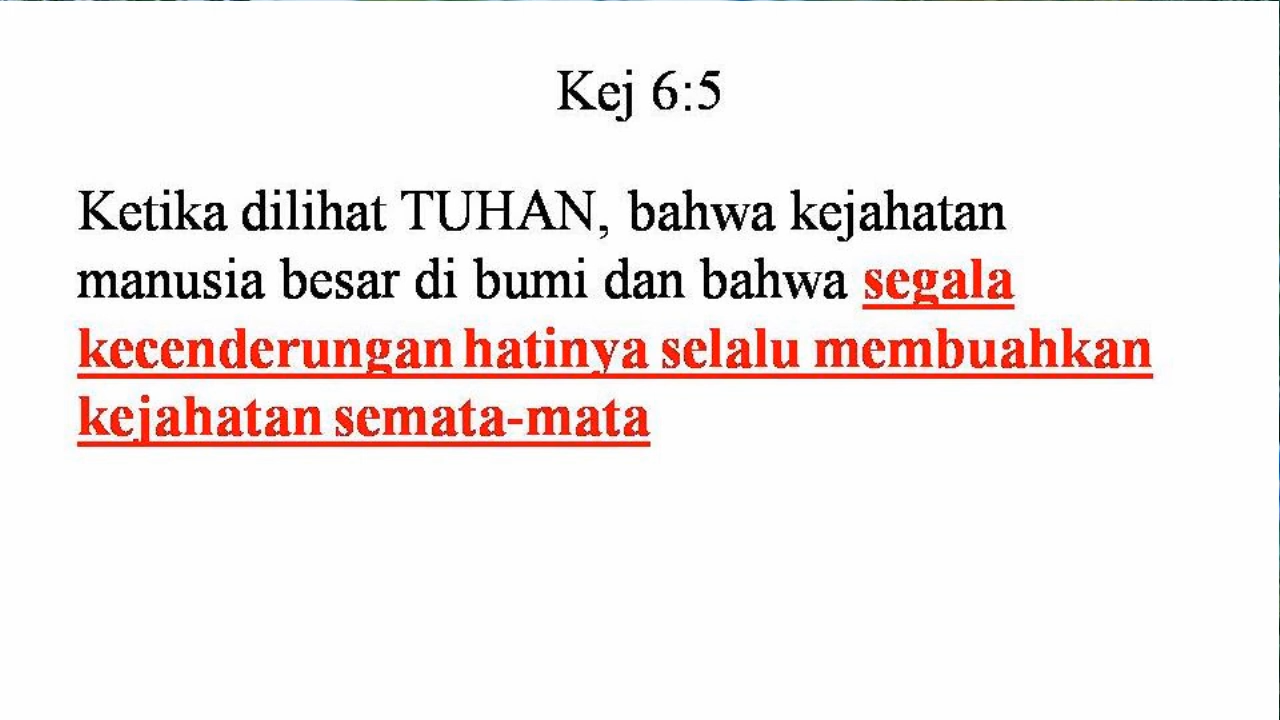 Kej 6:5
Ketika dilihat TUHAN, bahwa kejahatan
manusia besar di bumi dan bahwa segala
kecenderungan hatinya selalu membuahkan
kejahatan semata-mata